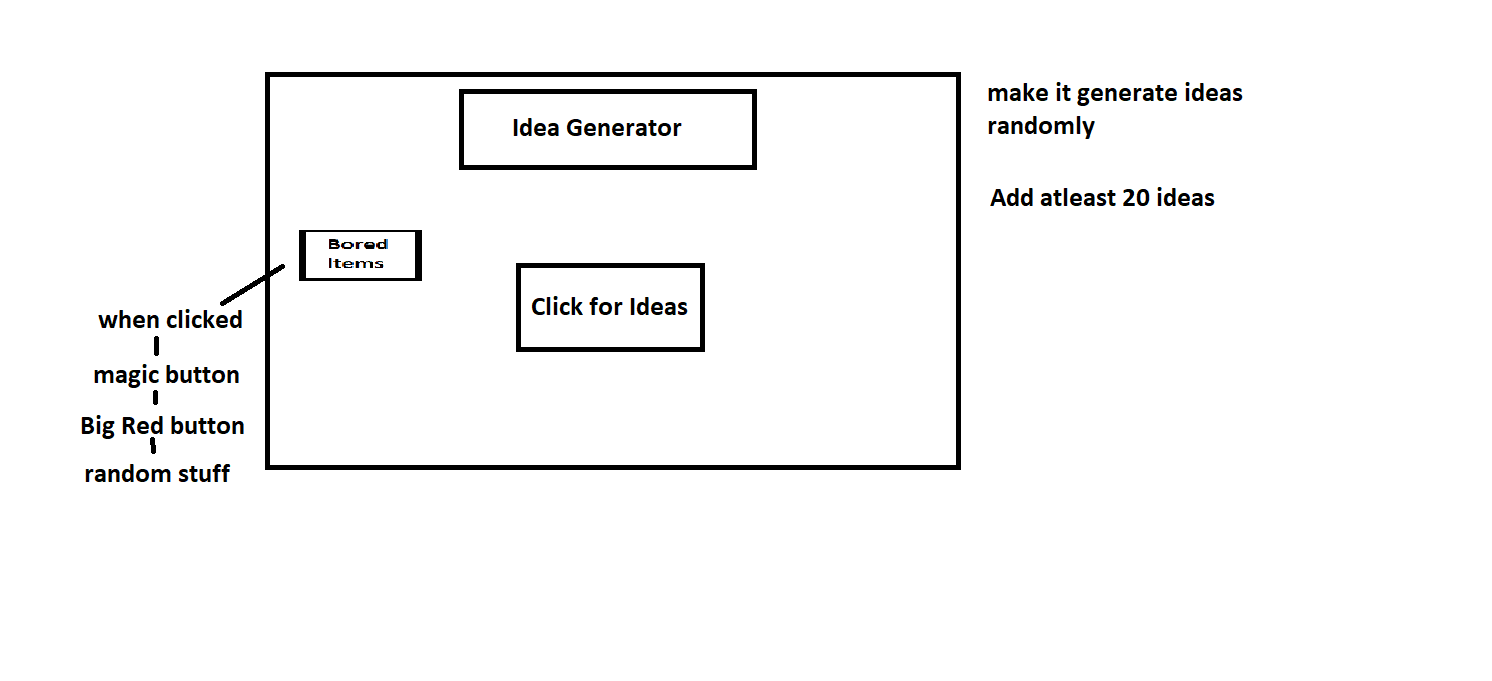 Idea Generator
make it generate ideas
randomly
Add atleast 20 ideas
Bored
Items
Click for Ideas
when clicked
magic button
Big Red button
random stuff